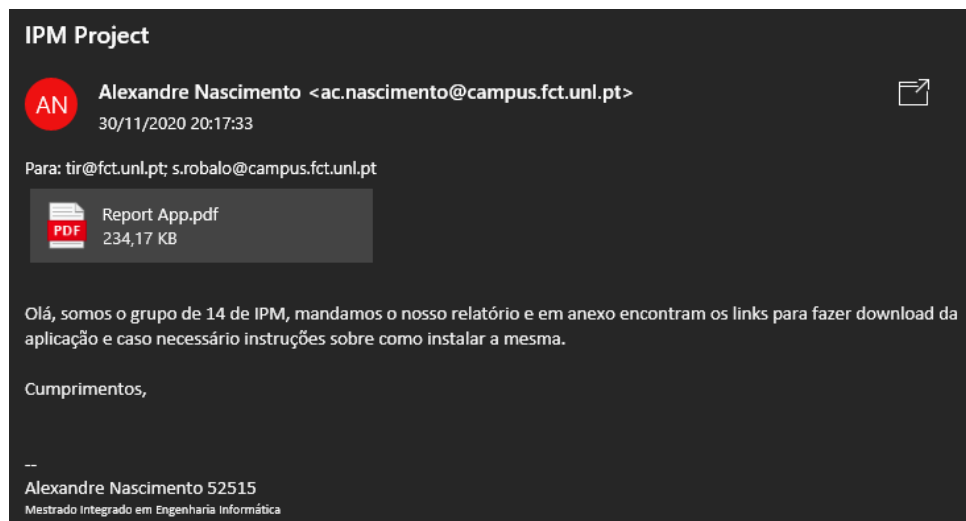 IPM Project
AN
Alexandre Nascimento <ac.nascimento@campus.fct.unl.pt>
30/11/2020 20:17:33
Para: tir@fct.unl.pt; s.robalo@campus.fct.unl.pt
PDF
Report App.pdf
234,17 KB
Olá, somos o grupo de 14 de IPM, mandamos o nosso relatório e em anexo encontram os links para fazer download da
aplicação e caso necessário instruções sobre como instalar a mesma.
Cumprimentos,
--
Alexandre Nascimento 52515
Mestrado Integrado em Engenharia Informática